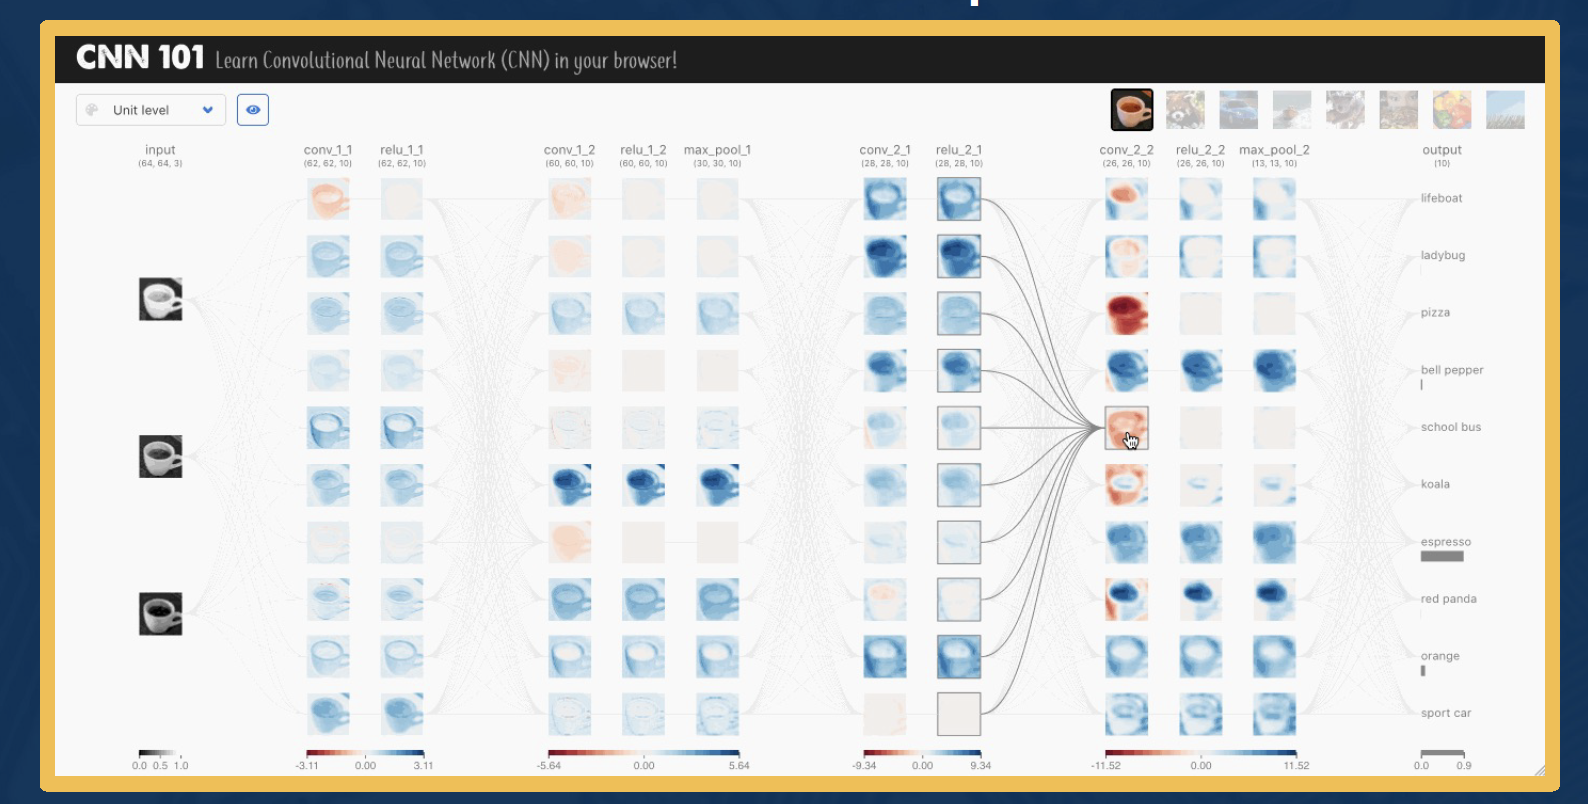 CNN 101 Learn Convolutional Neural Network (CNN) in your browser!
Unit level
input conv_1_1 relu_1_1 conv_1_2 relu_1_2 max_pool_1 conv_2_1 relu_2_1 conv_2_2 relu_2_2 max_pool_2 output
(64, 64, 3) (62, 62, 10) (62, 62, 10) (60, 60, 10) (60, 60, 10) (30, 30, 10) (28, 28, 10) (28, 28, 10) (26, 26, 10) (26, 26, 10) (13, 13, 10) (10)
lifeboat
ladybug
pizza
bell pepper
school bus
koala
espresso
red panda
orange
sport car
0.0 0.5 1.0 -3.11 0.00 3.11 -5.64 0.00 5.64 -9.34 0.00 9.34 -11.52 0.00 11.52 0.0 0.9